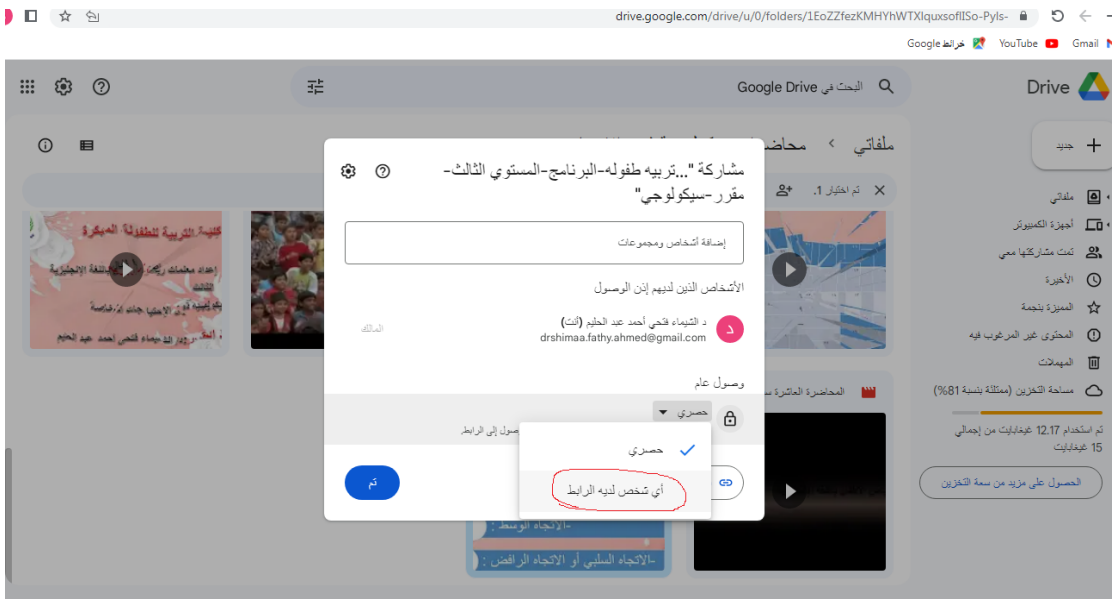 drive.google.com/drive/u/0/folders/1EoZZfezKMHYhWTXlquxsoflISo-Pyls-
Gmail
YouTube
خرائط Google
Drive
البحث في Google Drive
جديد
ملفاتي
أجهزة الكمبيوتر
تمت مشاركتها معي
الأخيرة
المميزة بنجمة
المحتوى غير المرغوب فيه
المهملات
مساحة التخزين (ممتلئة بنسبة 81%)
تم استخدام 12.17 غيغابايت من إجمالي
15 غيغابايت
الحصول على مزيد من سعة التخزين
ملفاتي
تم اختيار 1.
مشاركة "...تربيه طفوله-البرنامج-المستوي الثالث-
مقرر-سيكولوجي"
إضافة أشخاص ومجموعات
الأشخاص الذين لديهم إذن الوصول
د
د الشيماء فتحي أحمد عبد الحليم (أنت)
drshimaa.fathy.ahmed@gmail.com
المالك
وصول عام
حصري
إلى الرابط
حصري
أي شخص لديه الرابط
تم
كلية التربية للطفولة المبكرة
المحاضرة العاشرة
-الاتجاه الوسط :
-الاتجاه السلبي أو الاتجاه الرافض :